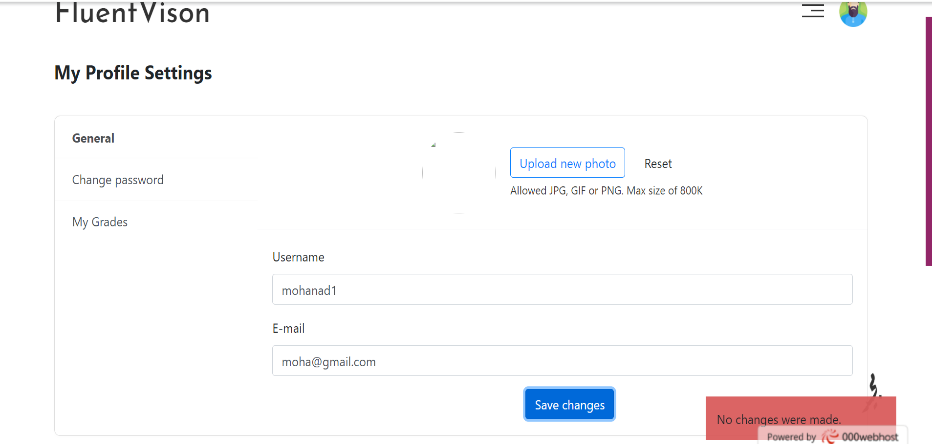 FluentVison
My Profile Settings
General
Change password
My Grades
Upload new photo Reset
Allowed JPG, GIF or PNG. Max size of 800K
Username
mohanad1
E-mail
moha@gmail.com
Save changes
No changes were made.
Powered by 000webhost